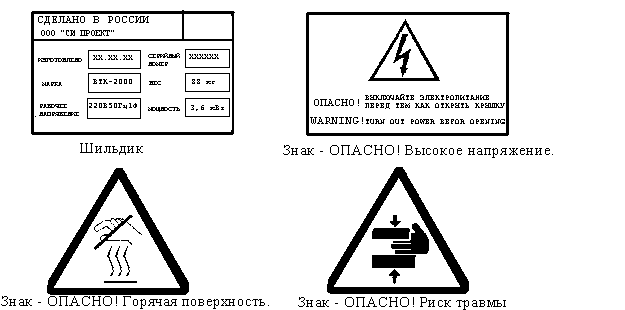 СДЕЛАНО В РОССИИ
ООО "СИ ПРОЕКТ"
ИЗГОТОВЛЕНО XX.XX.XX СЕРИЙНЫЙ НОМЕР XXXXXX
МАРКА ВТК-2000 ВЕС 88 кг
РАБОЧЕЕ НАПРЯЖЕНИЕ 220В50Гц1Ф МОЩНОСТЬ 3,6 кВт
Шильдик
ВЫКЛЮЧАЙТЕ ЭЛЕКТРОПИТАНИЕ
ОПАСНО! ПЕРЕД ТЕМ КАК ОТКРЫТЬ КРЫШКУ
WARNING! TURN OUT POWER BEFOR OPENING
Знак - ОПАСНО! Высокое напряжение.
Знак - ОПАСНО! Горячая поверхность.
Знак - ОПАСНО! Риск травмы